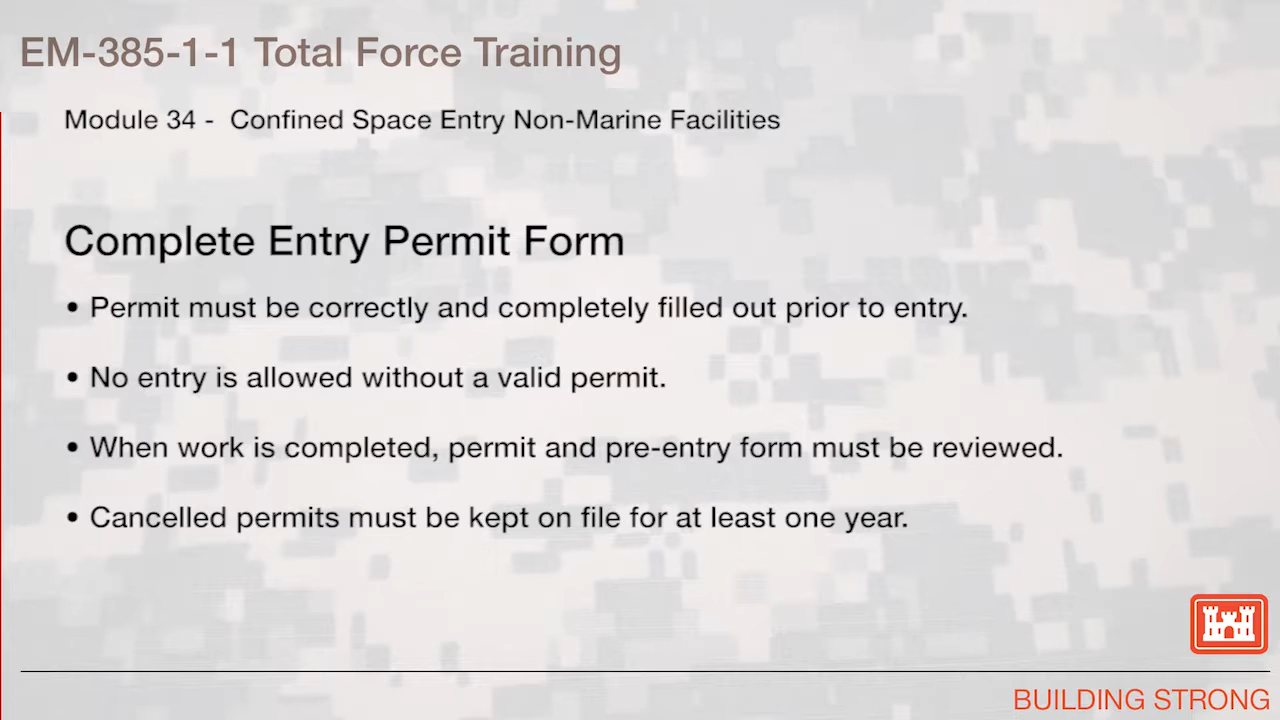 EM-385-1-1 Total Force Training
Module 34 - Confined Space Entry Non-Marine Facilities
Complete Entry Permit Form
• Permit must be correctly and completely filled out prior to entry.
• No entry is allowed without a valid permit.
• When work is completed, permit and pre-entry form must be reviewed.
• Cancelled permits must be kept on file for at least one year.
BUILDING STRONG